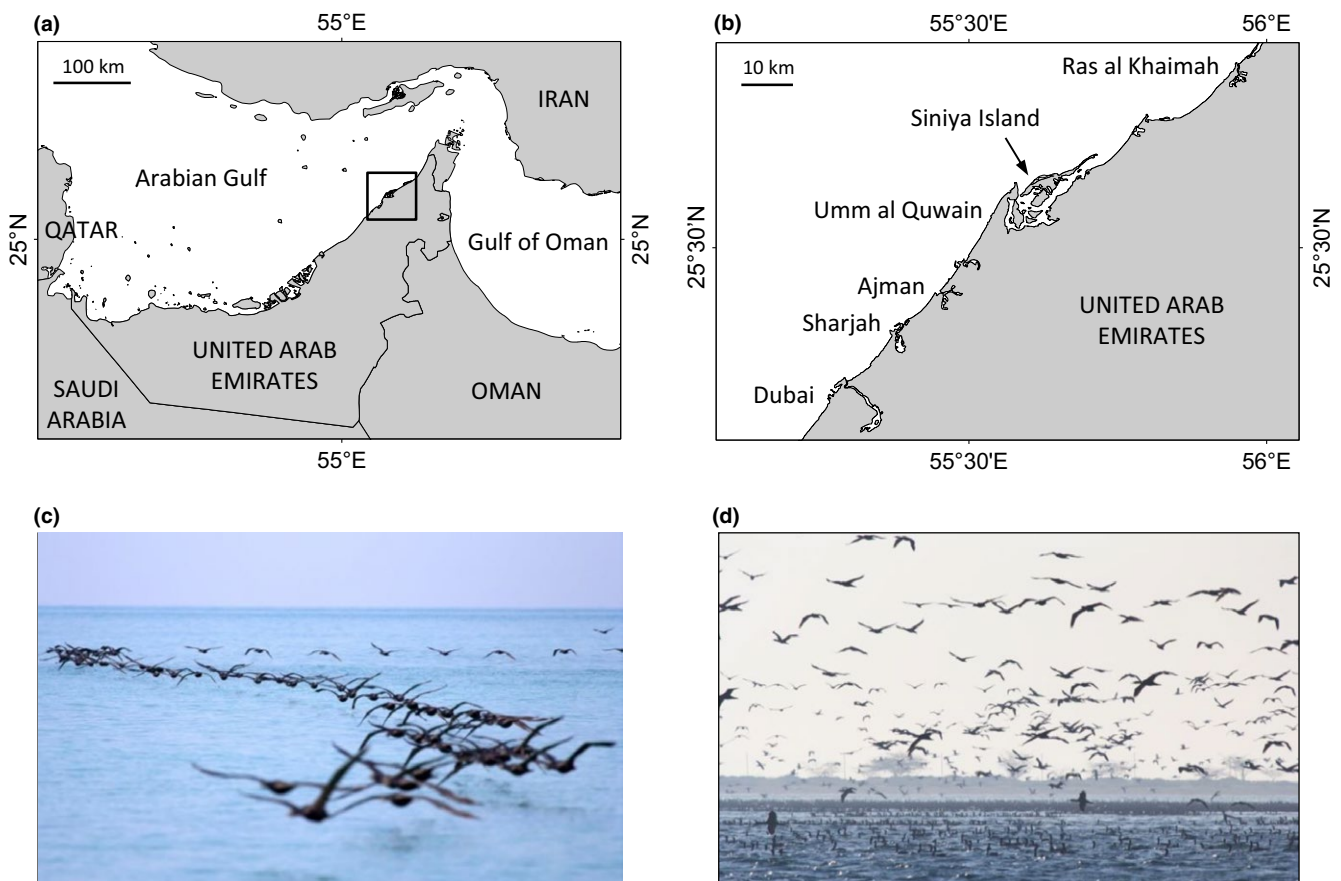 (a)
55°E
100 km
IRAN
Arabian Gulf
QATAR
25°N
25°N
Gulf of Oman
UNITED ARAB
EMIRATES
SAUDI
ARABIA
OMAN
55°E
(b)
55°30'E
56°E
10 km
Ras al Khaimah
Siniya Island
Umm al Quwain
25°30'N
25°N
Ajman
Sharjah
UNITED ARAB
EMIRATES
Dubai
55°30'E
56°E
(c)
(d)